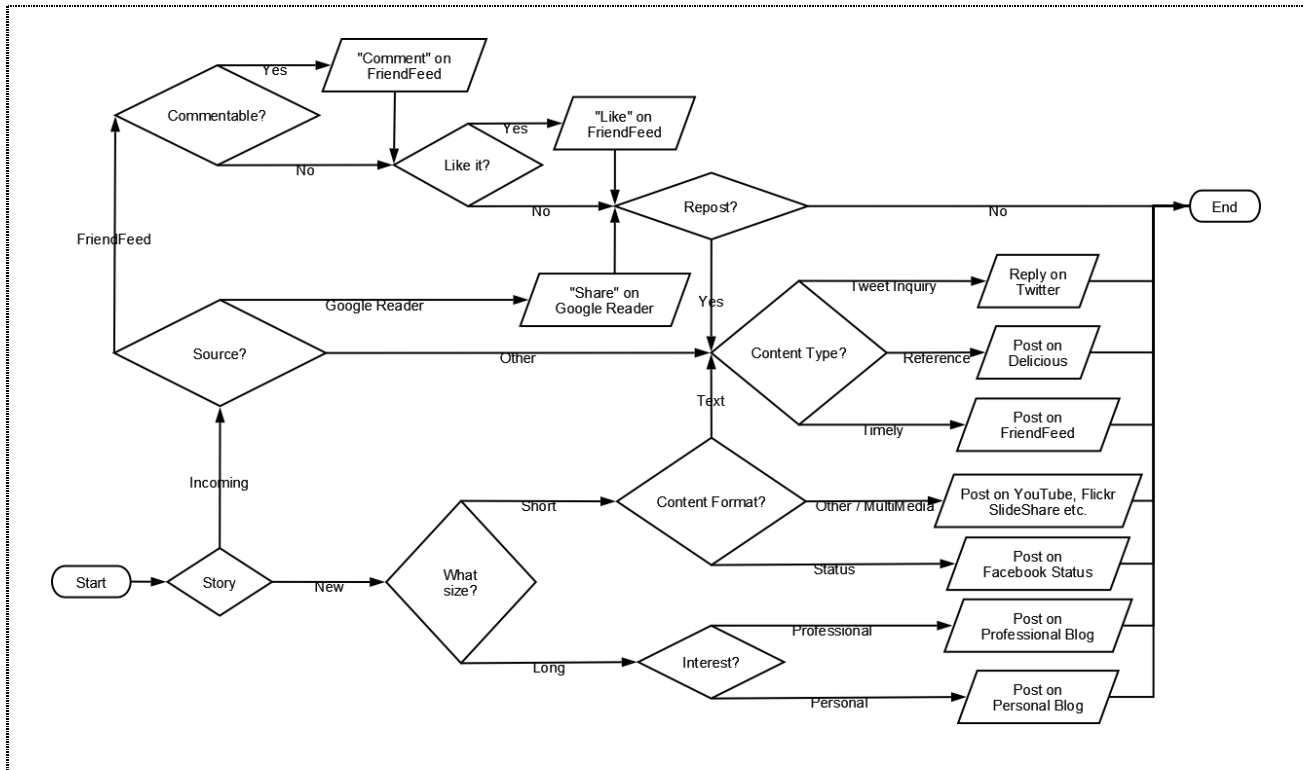 Yes
"Comment" on
FriendFeed
Commentable?
No
Yes
"Like" on
FriendFeed
Like it?
No
Repost?
No
End
FriendFeed
Google Reader
"Share" on
Google Reader
Yes
Tweet Inquiry
Reply on
Twitter
Source?
Other
Content Type?
Reference
Post on
Delicious
Text
Timely
Post on
FriendFeed
Incoming
Short
Content Format?
Other / MultiMedia
Post on YouTube, Flickr
SlideShare etc.
Start
Story
New
What
size?
Status
Post on
Facebook Status
Long
Interest?
Professional
Post on
Professional Blog
Personal
Post on
Personal Blog